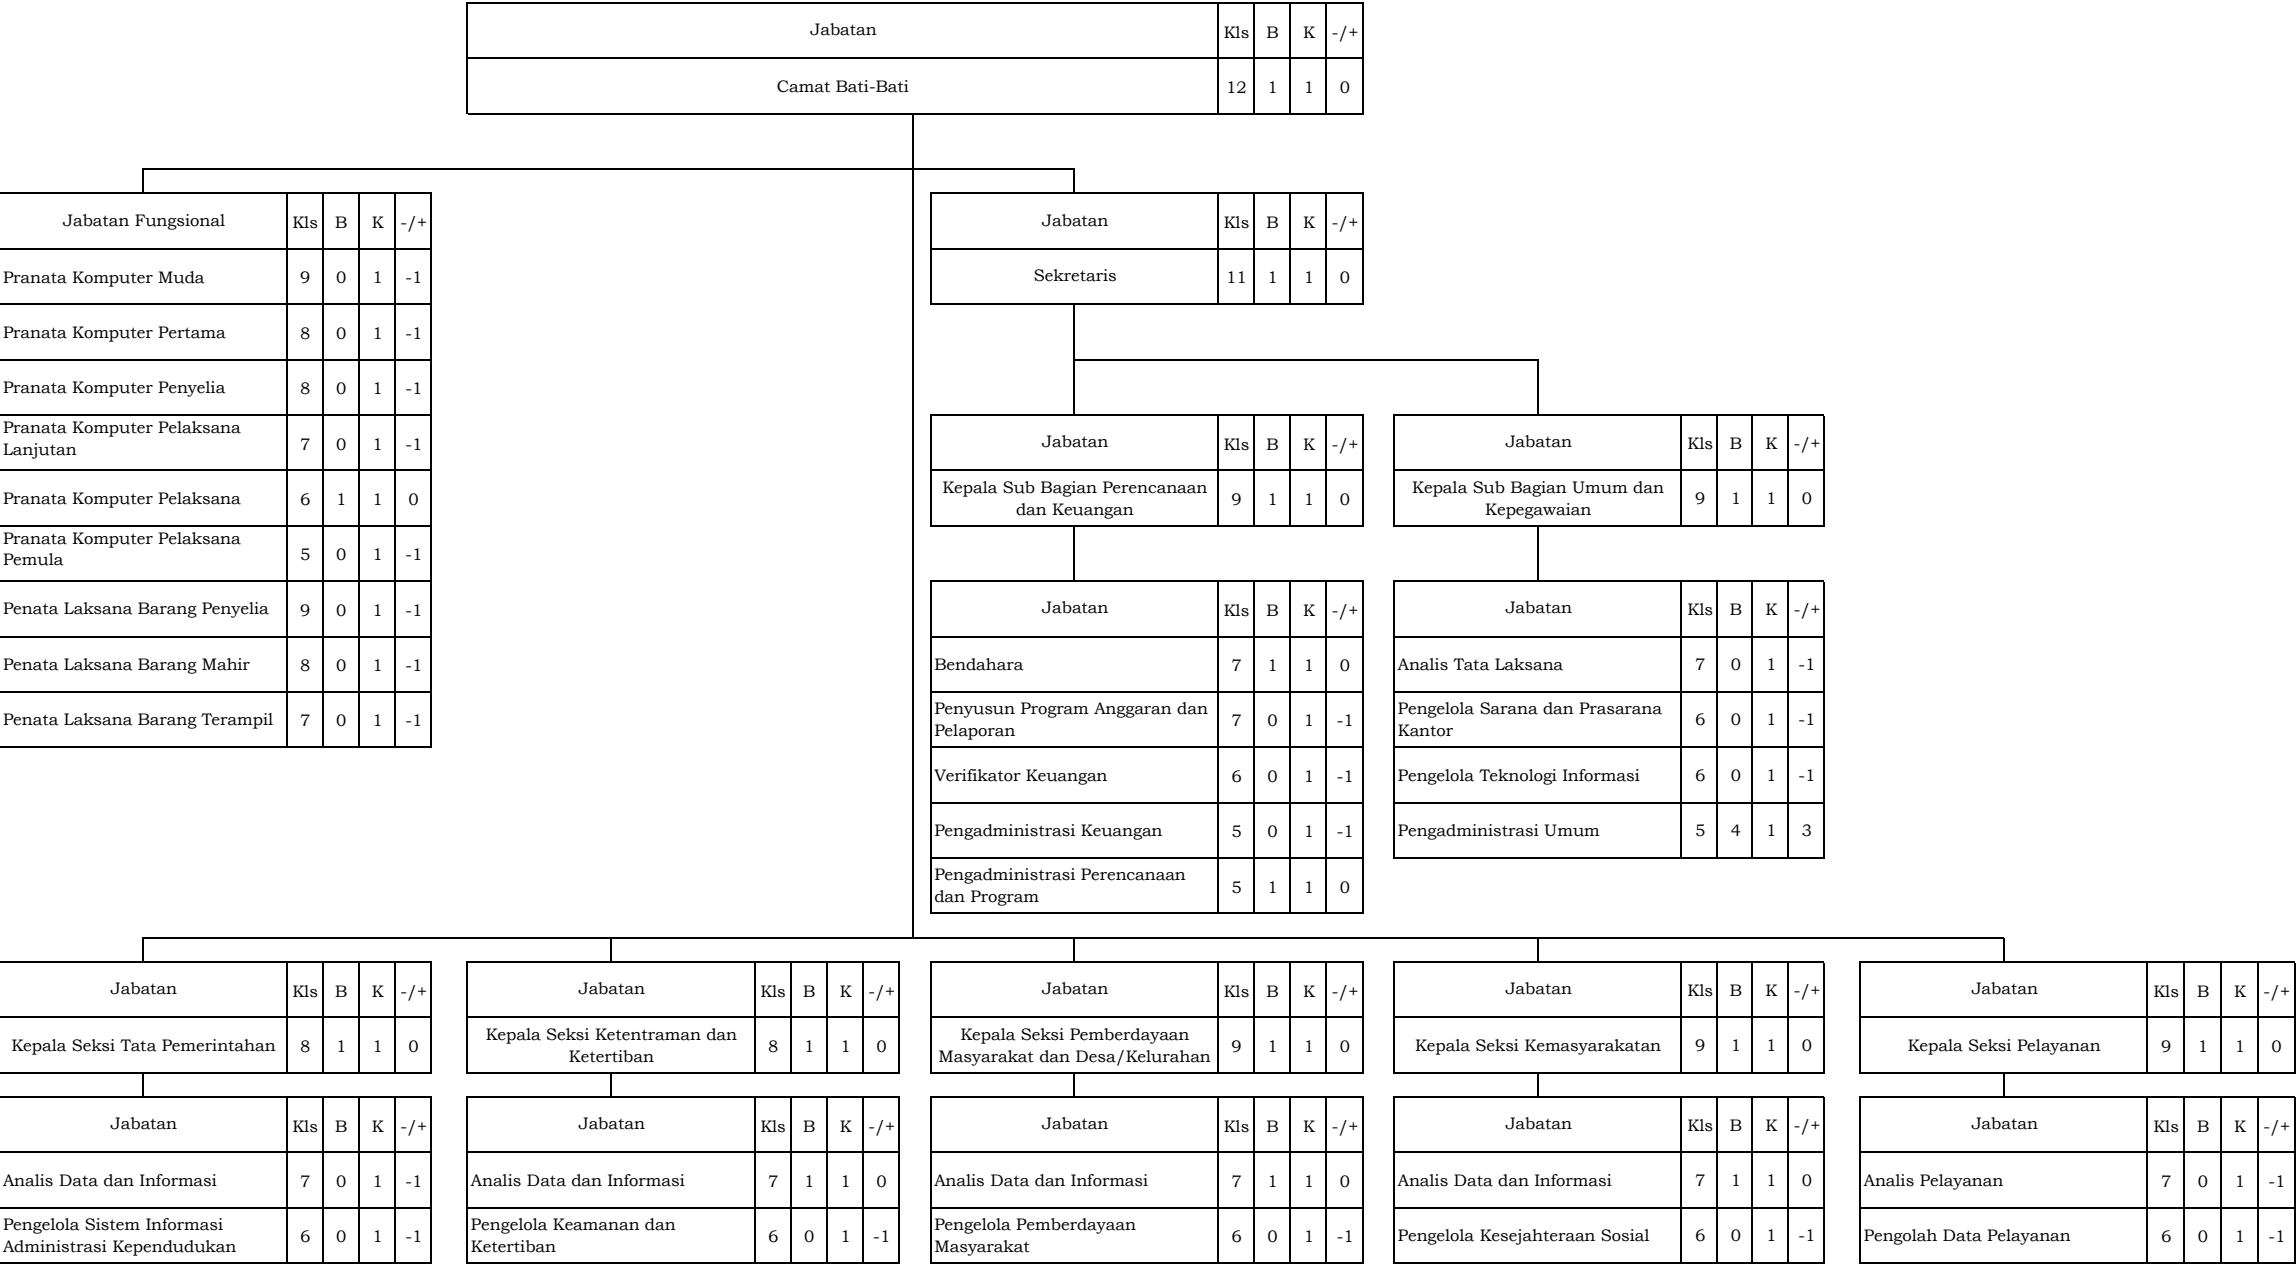 Jabatan Kls B K -/+
Camat Bati-Bati 12 1 1 0
Jabatan Fungsional Kls B K -/+
Pranata Komputer Muda 9 0 1 -1
Pranata Komputer Pertama 8 0 1 -1
Pranata Komputer Penyelia 8 0 1 -1
Pranata Komputer Pelaksana
Lanjutan 7 0 1 -1
Pranata Komputer Pelaksana 6 1 1 0
Pranata Komputer Pelaksana
Pemula 5 0 1 -1
Penata Laksana Barang Penyelia 9 0 1 -1
Penata Laksana Barang Mahir 8 0 1 -1
Penata Laksana Barang Terampil 7 0 1 -1
Jabatan Kls B K -/+
Sekretaris 11 1 1 0
Jabatan Kls B K -/+
Kepala Sub Bagian Perencanaan
dan Keuangan 9 1 1 0
Jabatan Kls B K -/+
Kepala Sub Bagian Umum dan
Kepegawaian 9 1 1 0
Jabatan Kls B K -/+
Bendahara 7 1 1 0
Penyusun Program Anggaran dan
Pelaporan 7 0 1 -1
Verifikator Keuangan 6 0 1 -1
Pengadministrasi Keuangan 5 0 1 -1
Pengadministrasi Perencanaan
dan Program 5 1 1 0
Jabatan Kls B K -/+
Analis Tata Laksana 7 0 1 -1
Pengelola Sarana dan Prasarana
Kantor 6 0 1 -1
Pengelola Teknologi Informasi 6 0 1 -1
Pengadministrasi Umum 5 4 1 3
Jabatan Kls B K -/+
Kepala Seksi Tata Pemerintahan 8 1 1 0
Jabatan Kls B K -/+
Analis Data dan Informasi 7 0 1 -1
Pengelola Sistem Informasi
Administrasi Kependudukan 6 0 1 -1
Jabatan Kls B K -/+
Kepala Seksi Ketentraman dan
Ketertiban 8 1 1 0
Jabatan Kls B K -/+
Analis Data dan Informasi 7 1 1 0
Pengelola Keamanan dan
Ketertiban 6 0 1 -1
Jabatan Kls B K -/+
Kepala Seksi Pemberdayaan
Masyarakat dan Desa/Kelurahan 9 1 1 0
Jabatan Kls B K -/+
Analis Data dan Informasi 7 1 1 0
Pengelola Pemberdayaan
Masyarakat 6 0 1 -1
Jabatan Kls B K -/+
Kepala Seksi Kemasyarakatan 9 1 1 0
Jabatan Kls B K -/+
Analis Data dan Informasi 7 1 1 0
Pengelola Kesejahteraan Sosial 6 0 1 -1
Jabatan Kls B K -/+
Kepala Seksi Pelayanan 9 1 1 0
Jabatan Kls B K -/+
Analis Pelayanan 7 0 1 -1
Pengolah Data Pelayanan 6 0 1 -1